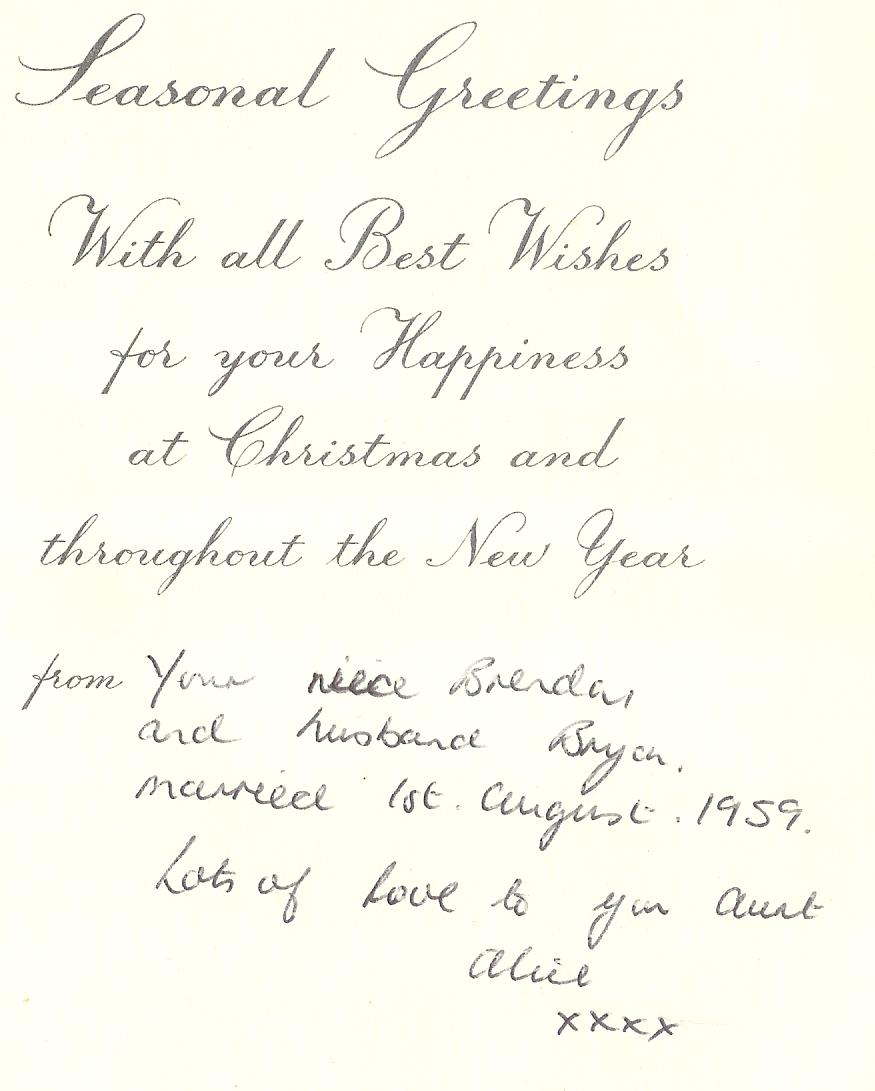 Seasonal Greetings
With all Best Wishes
for your Happiness
at Christmas and
throughout the New Year
from Your niece Brenda,
and husband Bryan.
married 1st. August. 1959.
Lots of Love to you Aunt
Alice
xxxx